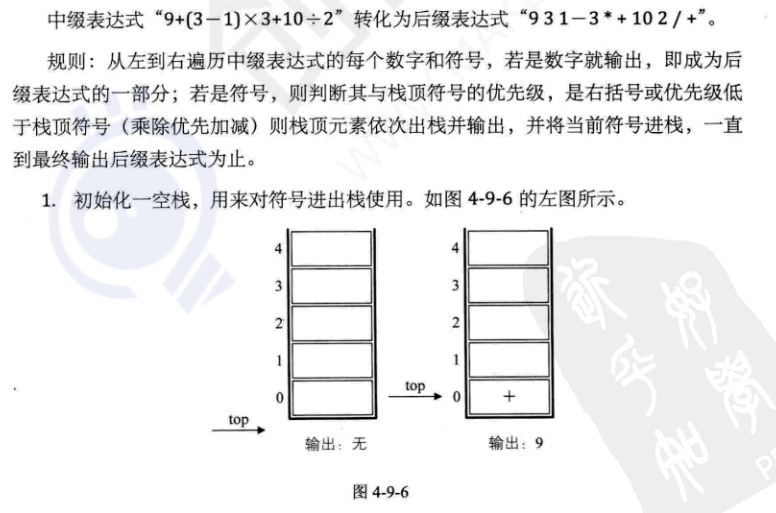 中缀表达式“9+(3－1)×3+10÷2”转化为后缀表达式“9 3 1－3 * + 10 2 / +”。
规则：从左到右遍历中缀表达式的每个数字和符号，若是数字就输出，即成为后
缀表达式的一部分；若是符号，则判断其与栈顶符号的优先级，是右括号或优先级低
于栈顶符号（乘除优先加减）则栈顶元素依次出栈并输出，并将当前符号进栈，一直
到最终输出后缀表达式为止。
1. 初始化一空栈，用来对符号进出栈使用。如图 4-9-6 的左图所示。
4 4
3 3
2 2
1 1
0 top 0 +
top
输出：无 输出：9
图 4-9-6